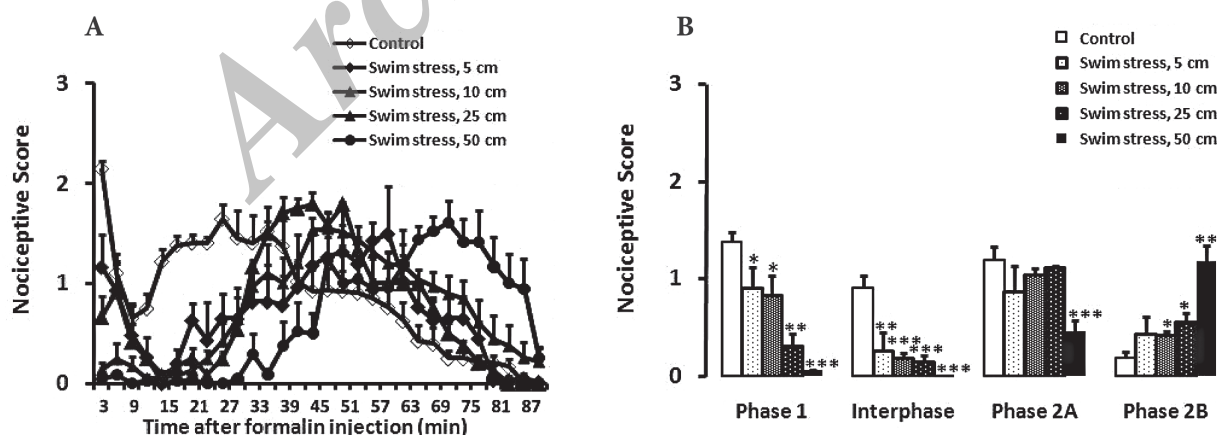 A
Arc
Control
Swim stress, 5 cm
Swim stress, 10 cm
Swim stress, 25 cm
Swim stress, 50 cm
Nociceptive Score
3
2
1
0
3 9 15 21 27 33 39 45 51 57 63 69 75 81 87
Time after formalin injection (min)
B
Control
Swim stress, 5 cm
Swim stress, 10 cm
Swim stress, 25 cm
Swim stress, 50 cm
Nociceptive Score
3
2
1
0
* * ** ***
** *** *** ***
***
* * **
Phase 1 Interphase Phase 2A Phase 2B